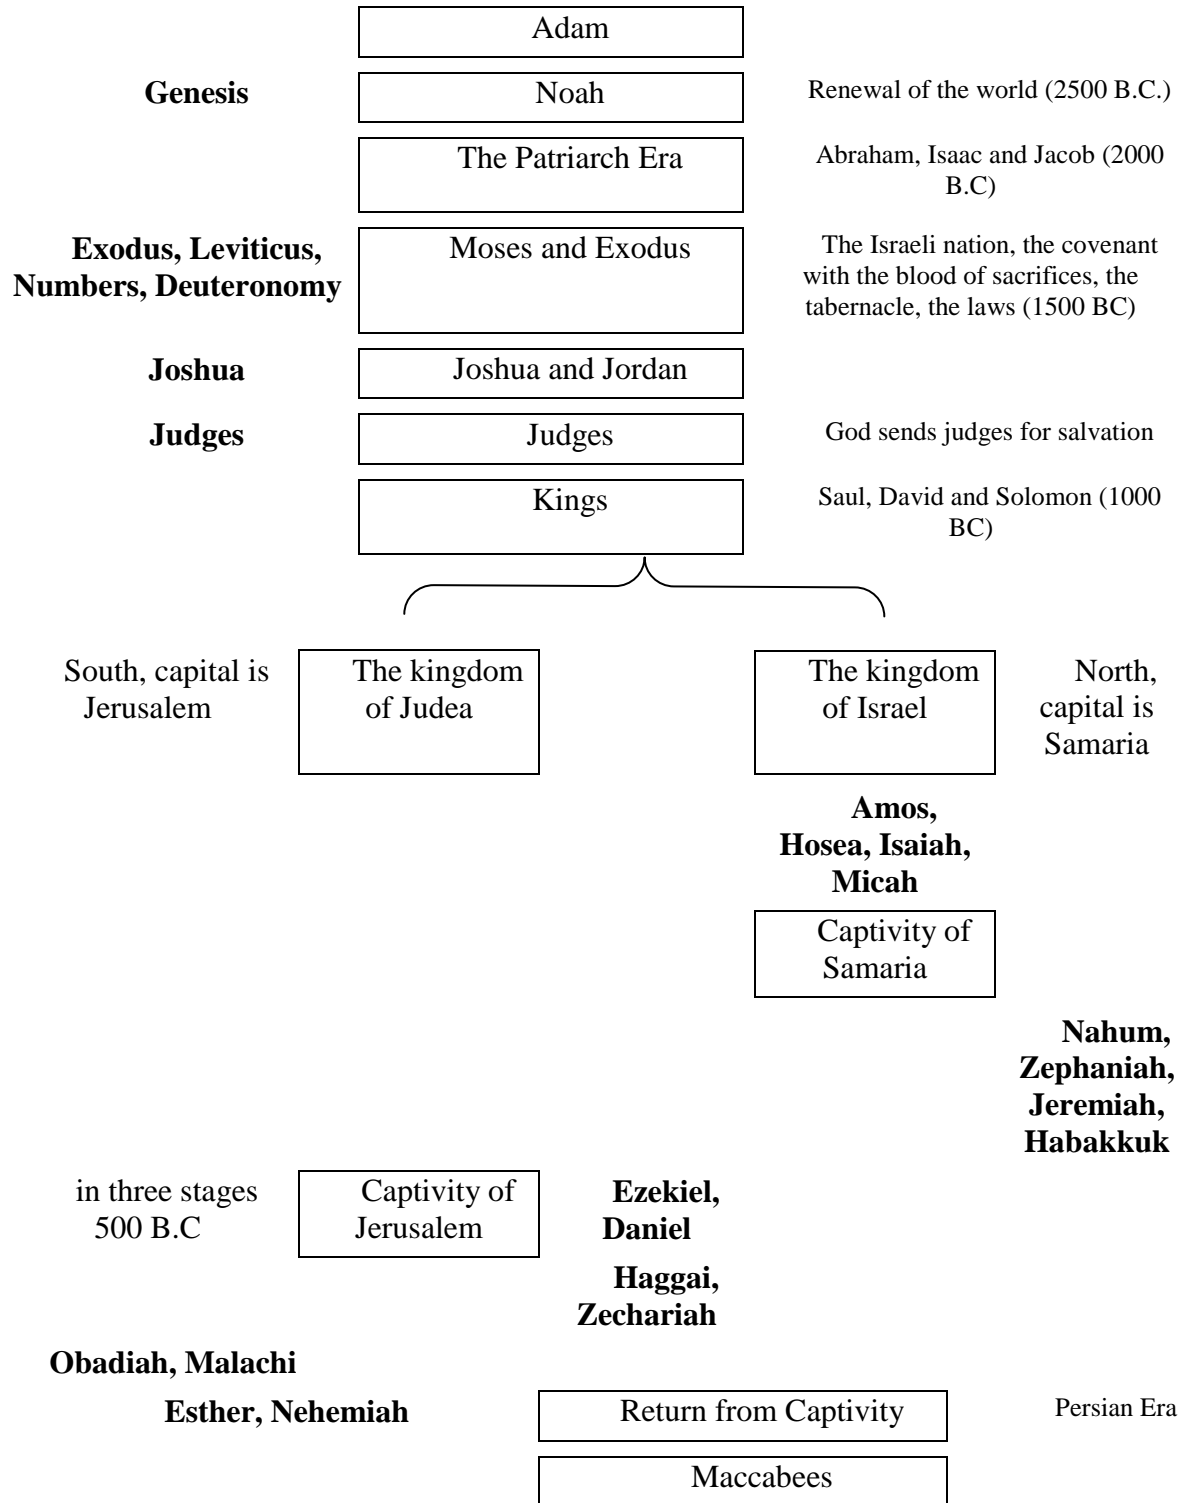 Adam
Genesis
Noah
Renewal of the world (2500 B.C.)
The Patriarch Era
Abraham, Isaac and Jacob (2000
B.C)
Exodus, Leviticus,
Numbers, Deuteronomy
Moses and Exodus
The Israeli nation, the covenant
with the blood of sacrifices, the
tabernacle, the laws (1500 BC)
Joshua
Joshua and Jordan
Judges
Judges
God sends judges for salvation
Kings
Saul, David and Solomon (1000
BC)
South, capital is
Jerusalem
The kingdom
of Judea
The kingdom
of Israel
North,
capital is
Samaria
Amos,
Hosea, Isaiah,
Micah
Captivity of
Samaria
Nahum,
Zephaniah,
Jeremiah,
Habakkuk
in three stages
500 B.C
Captivity of
Jerusalem
Ezekiel,
Daniel
Haggai,
Zechariah
Obadiah, Malachi
Esther, Nehemiah
Return from Captivity
Persian Era
Maccabees